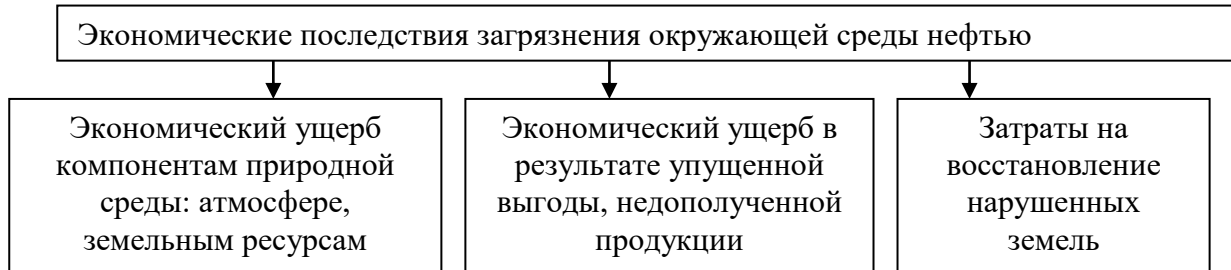 Экономические последствия загрязнения окружающей среды нефтью
Экономический ущерб
компонентам природной
среды: атмосфере,
земельным ресурсам
Экономический ущерб в
результате упущенной
выгоды, недополученной
продукции
Затраты на
восстановление
нарушенных
земель